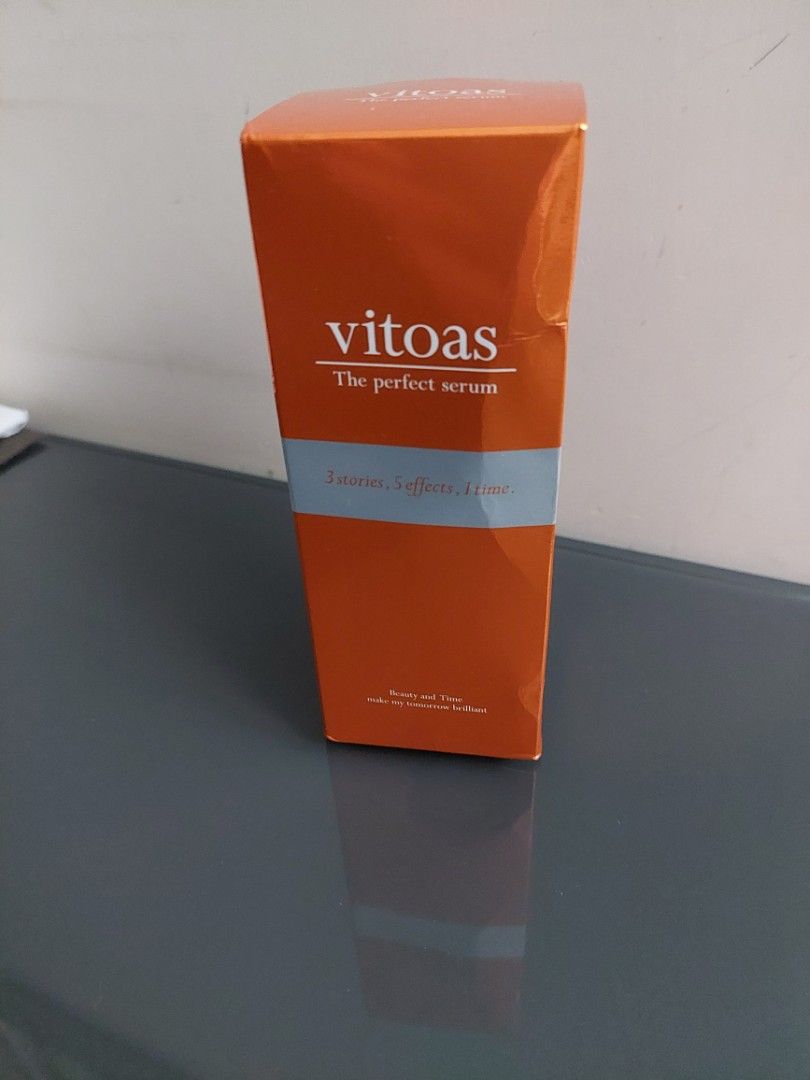 vitoas
The perfect serum
vitoas
The perfect serum
3 stories, 5 effects, 1 time.
Beauty and Time
make my tomorrow brilliant